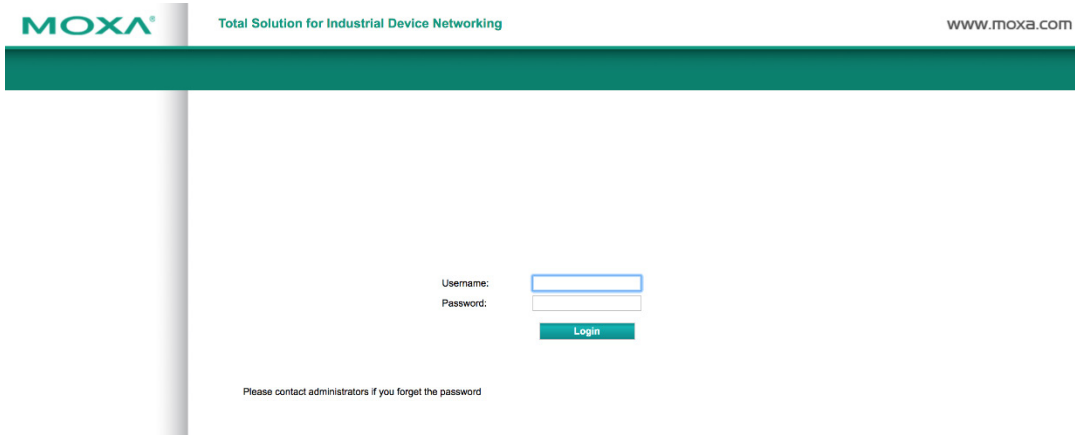 MOXA®
Total Solution for Industrial Device Networking
www.moxa.com
Username:
Password:
Login
Please contact administrators if you forget the password